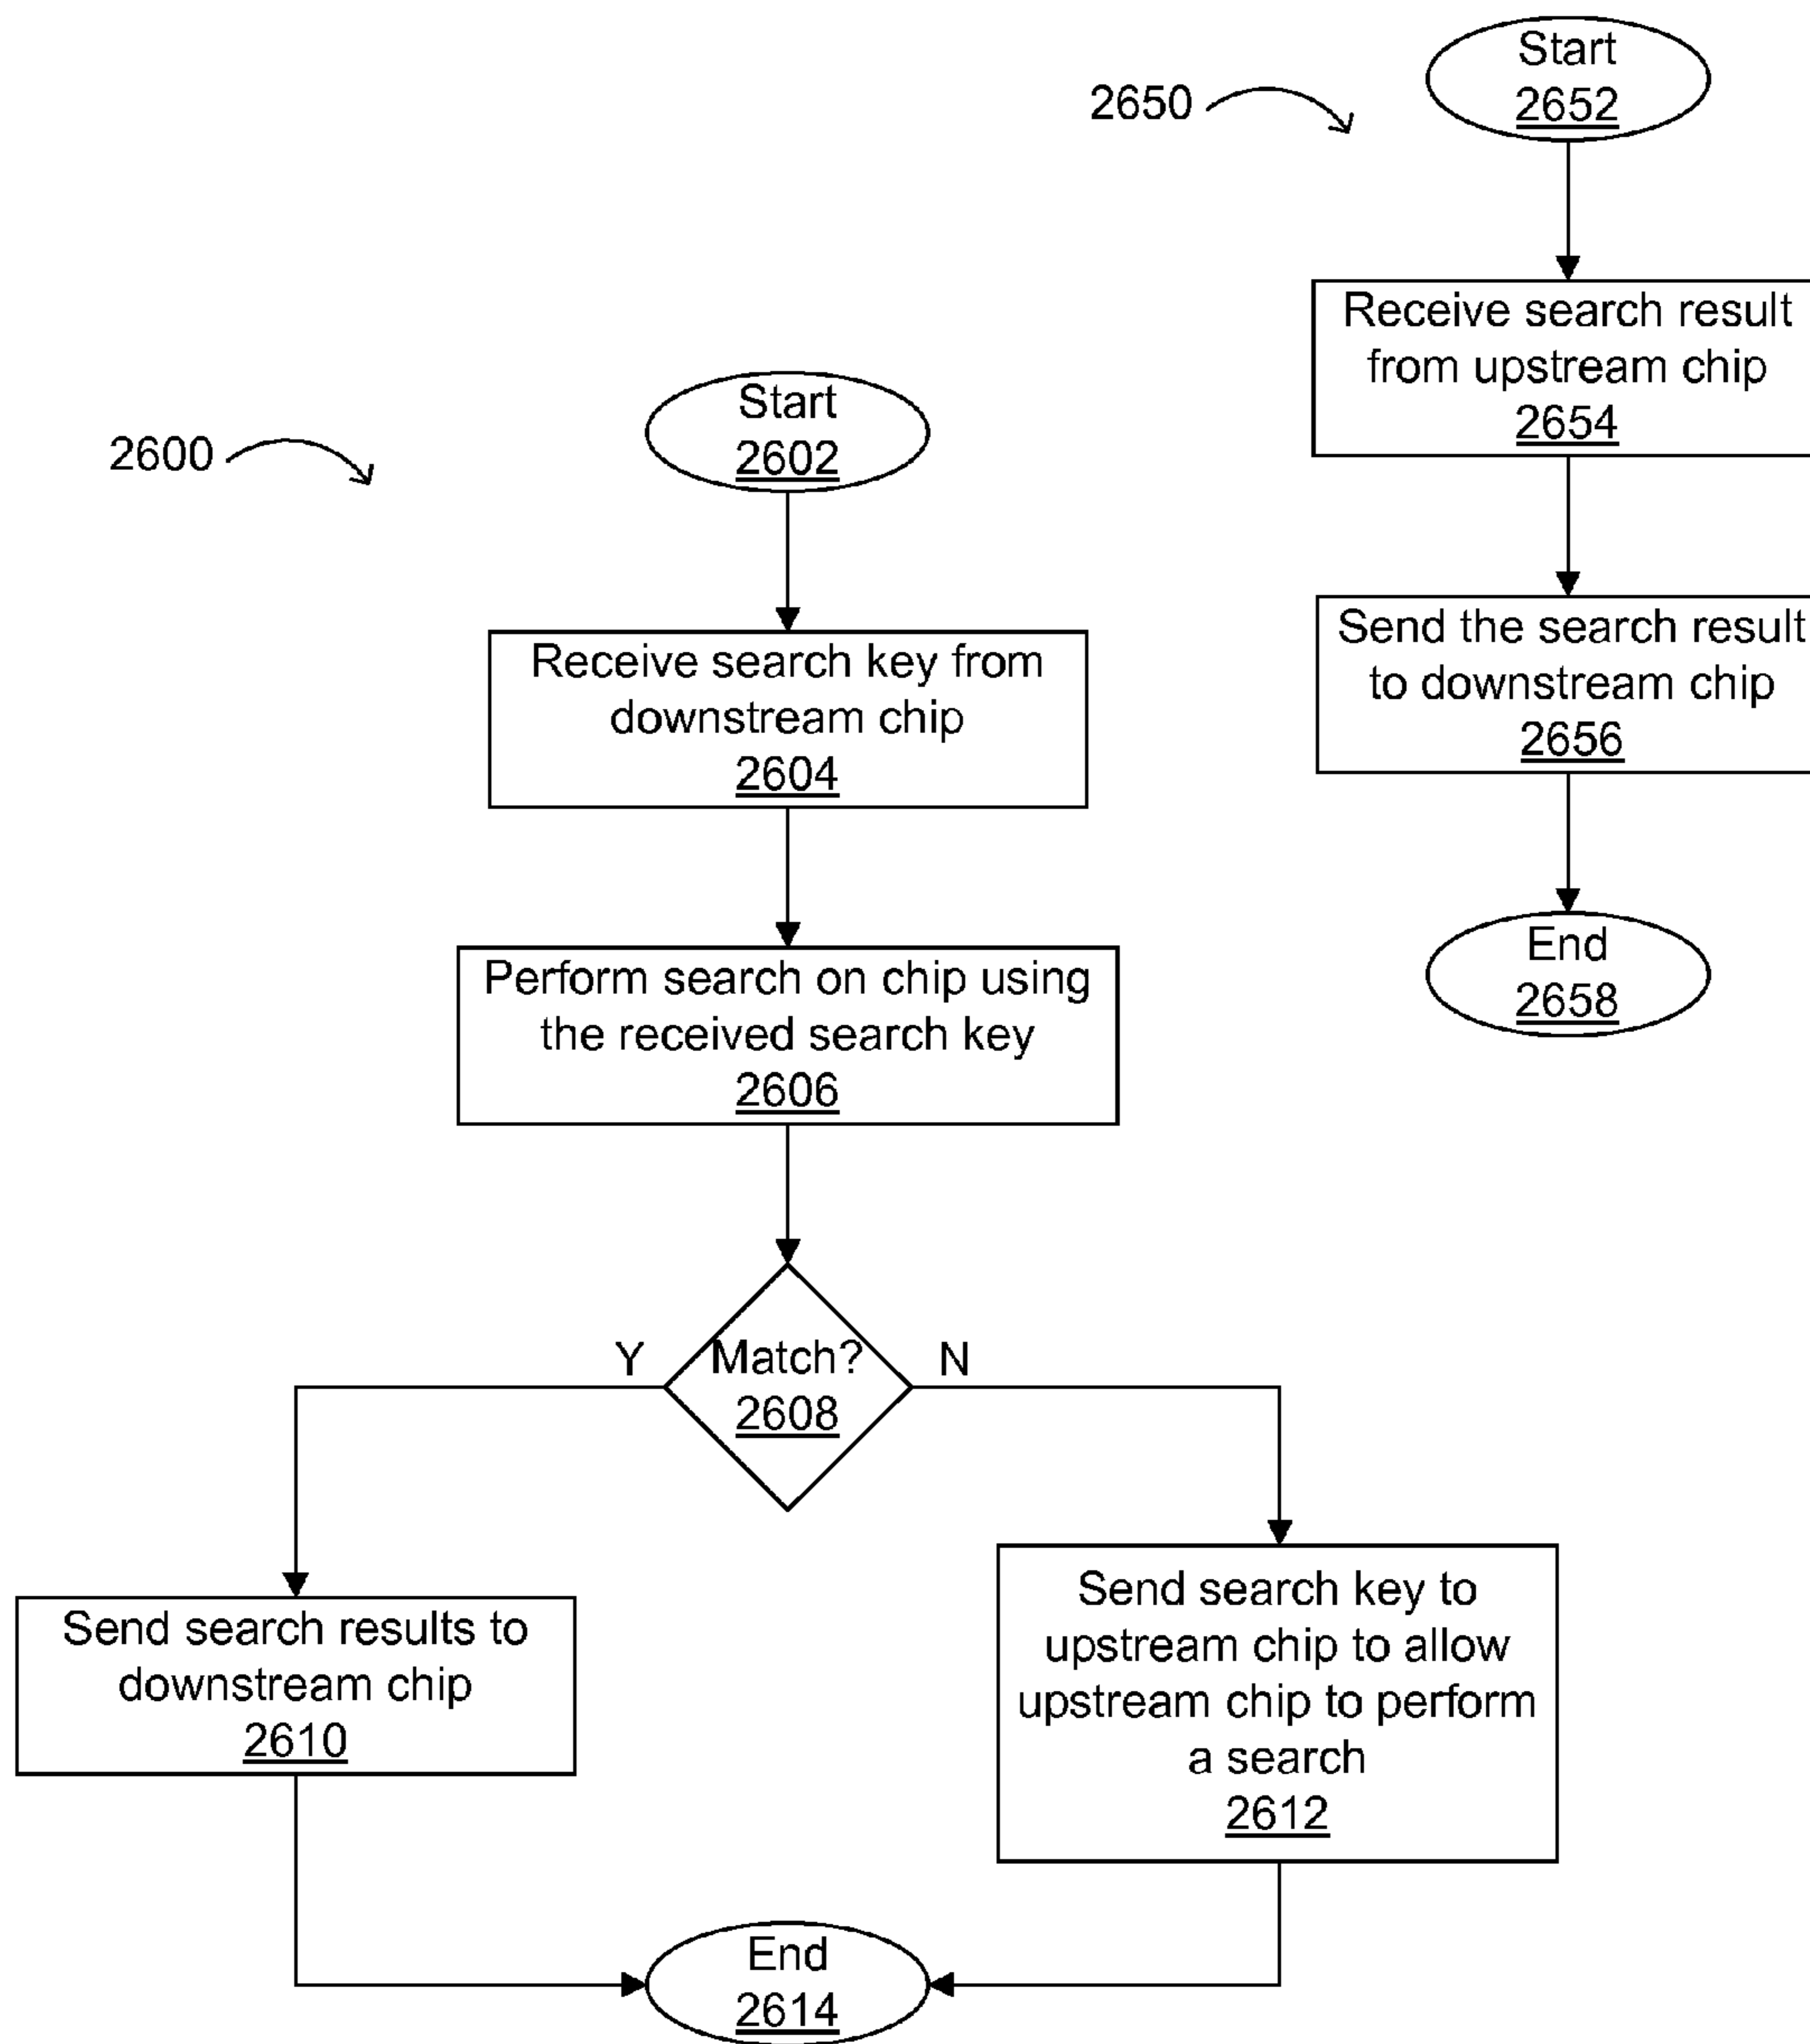 2600
Start
2602
Receive search key from
downstream chip
2604
Perform search on chip using
the received search key
2606
Y
Match?
2608
N
Send search results to
downstream chip
2610
Send search key to
upstream chip to allow
upstream chip to perform
a search
2612
End
2614
2650
Start
2652
Receive search result
from upstream chip
2654
Send the search result
to downstream chip
2656
End
2658